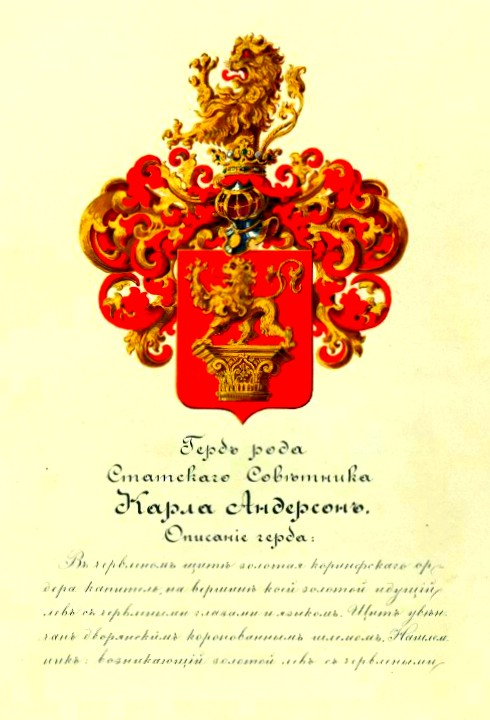 Гербъ рода
Статскаго Совѣтника
Карла Андерсонъ.
Описаніе герба:
Въ червленомъ щитѣ золотая коринѳскаго ор-
дера капитель, на вершинѣ коей золотой идущій
левъ съ червлеными глазами и языкомъ. Щитъ увѣн-
чанъ дворянскимъ коронованнымъ шлемомъ. Нашлем-
никъ: возникающій золотой левъ съ червлеными